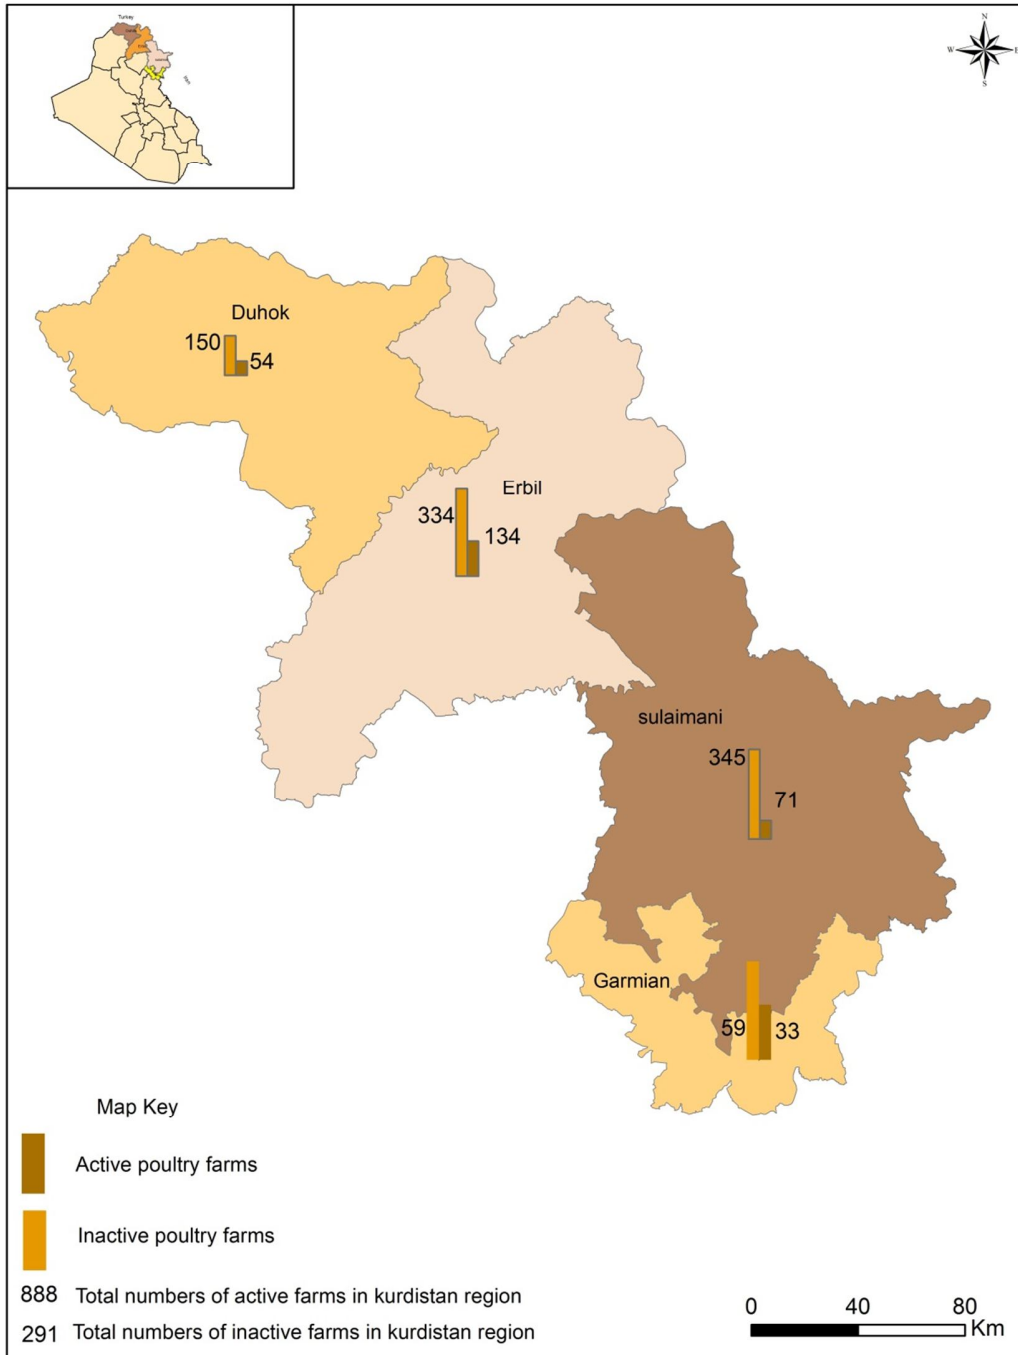 Turkey
N
W E
S
Duhok
150
54
Erbil
334
134
sulaimani
345
71
Garmian
59
33
Map Key
Active poultry farms
Inactive poultry farms
888 Total numbers of active farms in kurdistan region
291 Total numbers of inactive farms in kurdistan region
0 40 80
Km